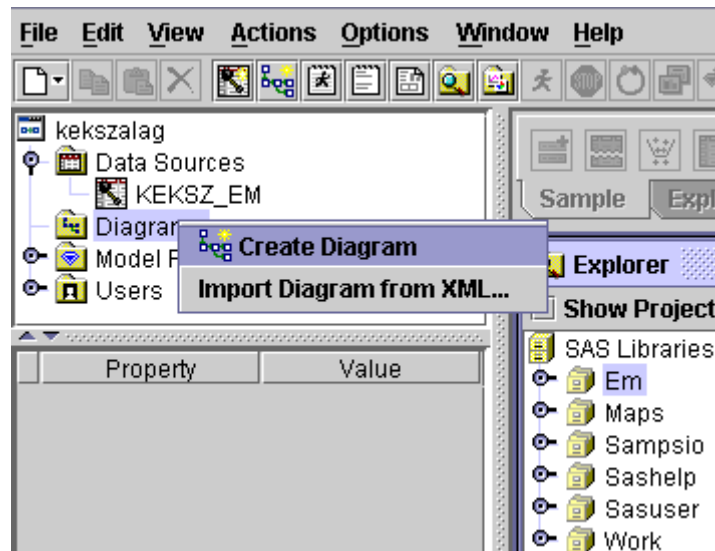 File Edit View Actions Options Window Help
kekszalag
Data Sources
KEKSZ_EM
Create Diagram
Import Diagram from XML...
Users
Property Value
Sample
Explorer
Show Project
SAS Libraries
Em
Maps
Sampsio
Sashelp
Sasuser
Work